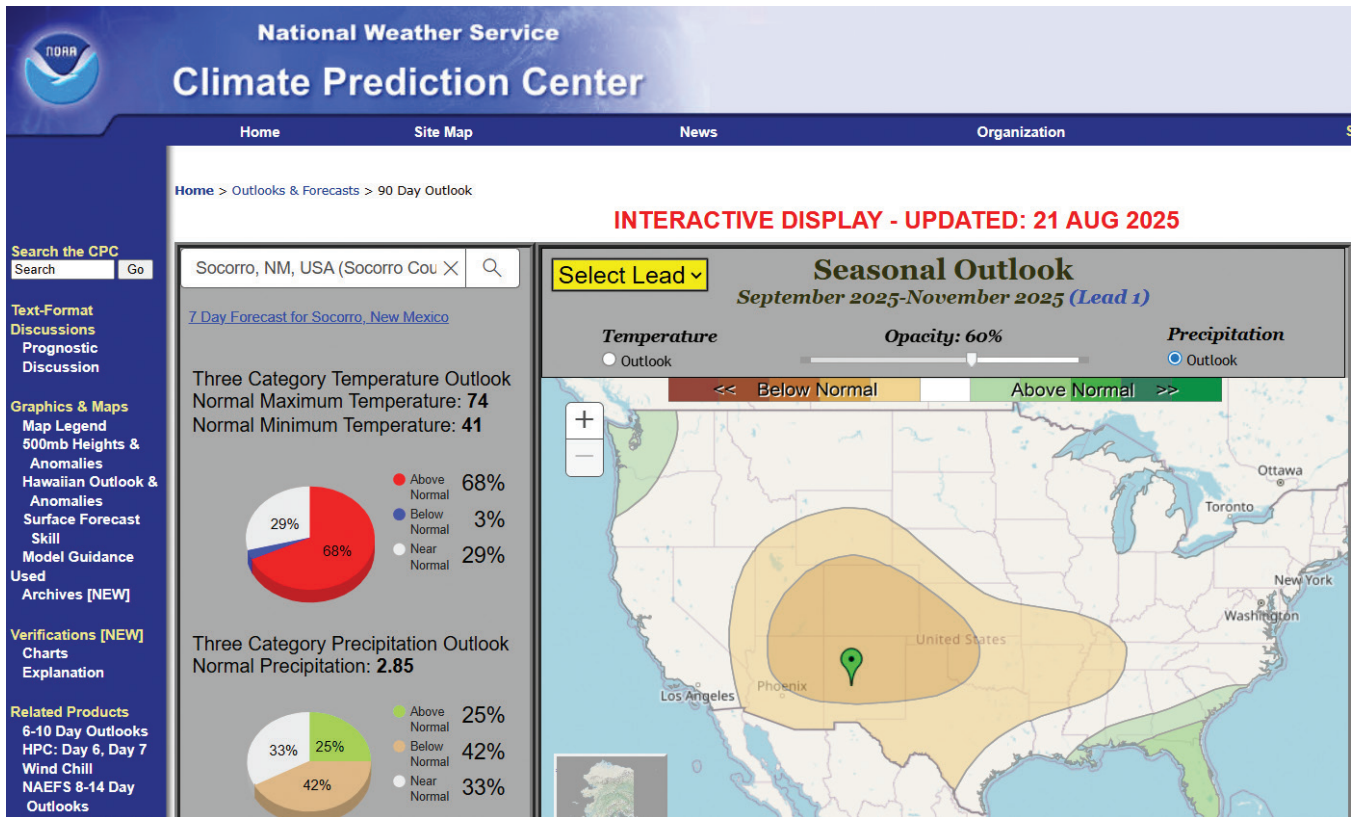 NOAA
National Weather Service
Climate Prediction Center
Home Site Map News Organization
Home > Outlooks & Forecasts > 90 Day Outlook
INTERACTIVE DISPLAY - UPDATED: 21 AUG 2025
Search the CPC
Search Go
Text-Format
Discussions
Prognostic
Discussion
Graphics & Maps
Map Legend
500mb Heights &
Anomalies
Hawaiian Outlook &
Anomalies
Surface Forecast
Skill
Model Guidance
Used
Archives [NEW]
Verifications [NEW]
Charts
Explanation
Related Products
6-10 Day Outlooks
HPC: Day 6, Day 7
Wind Chill
NAEFS 8-14 Day
Outlooks
Socorro, NM, USA (Socorro Cou
7 Day Forecast for Socorro, New Mexico
Three Category Temperature Outlook
Normal Maximum Temperature: 74
Normal Minimum Temperature: 41
29%
68%
Above
Normal 68%
Below
Normal 3%
Near
Normal 29%
Three Category Precipitation Outlook
Normal Precipitation: 2.85
33% 25%
42%
Above
Normal 25%
Below
Normal 42%
Near
Normal 33%
Select Lead
Seasonal Outlook
September 2025-November 2025 (Lead 1)
Temperature Opacity: 60% Precipitation
Outlook Outlook
<< Below Normal Above Normal >>
+
−
Ottawa
Toronto
New York
Washington
United States
Phoenix
Los Angeles